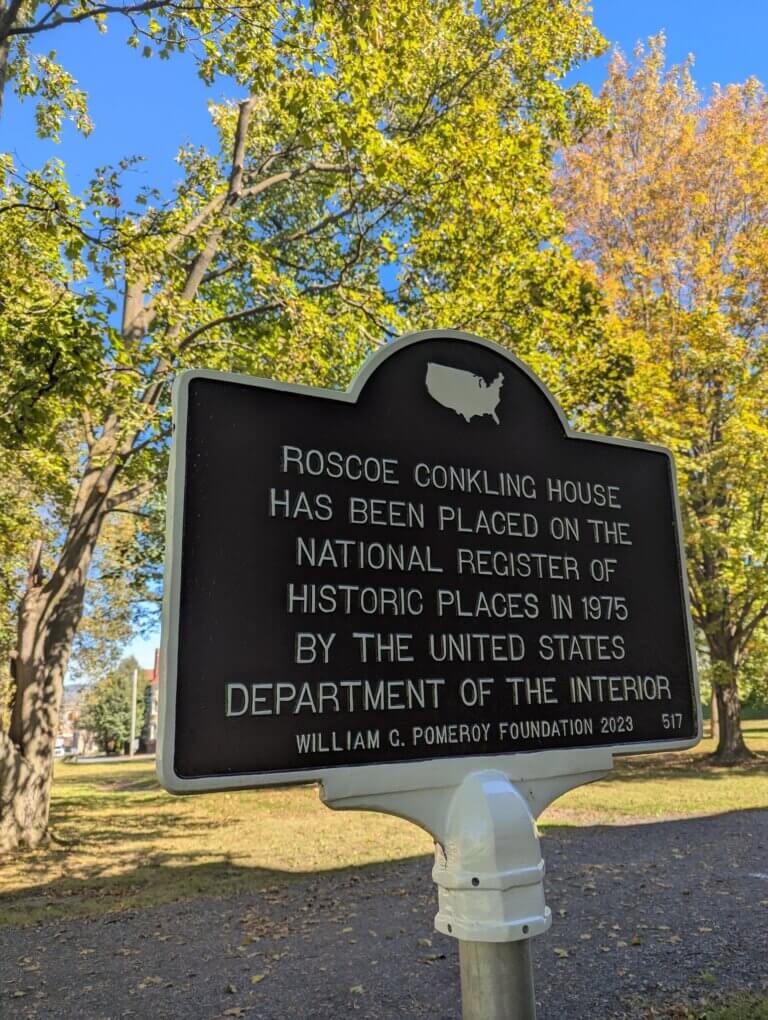 ROSCOE CONKLING HOUSE
HAS BEEN PLACED ON THE
NATIONAL REGISTER OF
HISTORIC PLACES IN 1975
BY THE UNITED STATES
DEPARTMENT OF THE INTERIOR
WILLIAM G. POMEROY FOUNDATION 2023 517